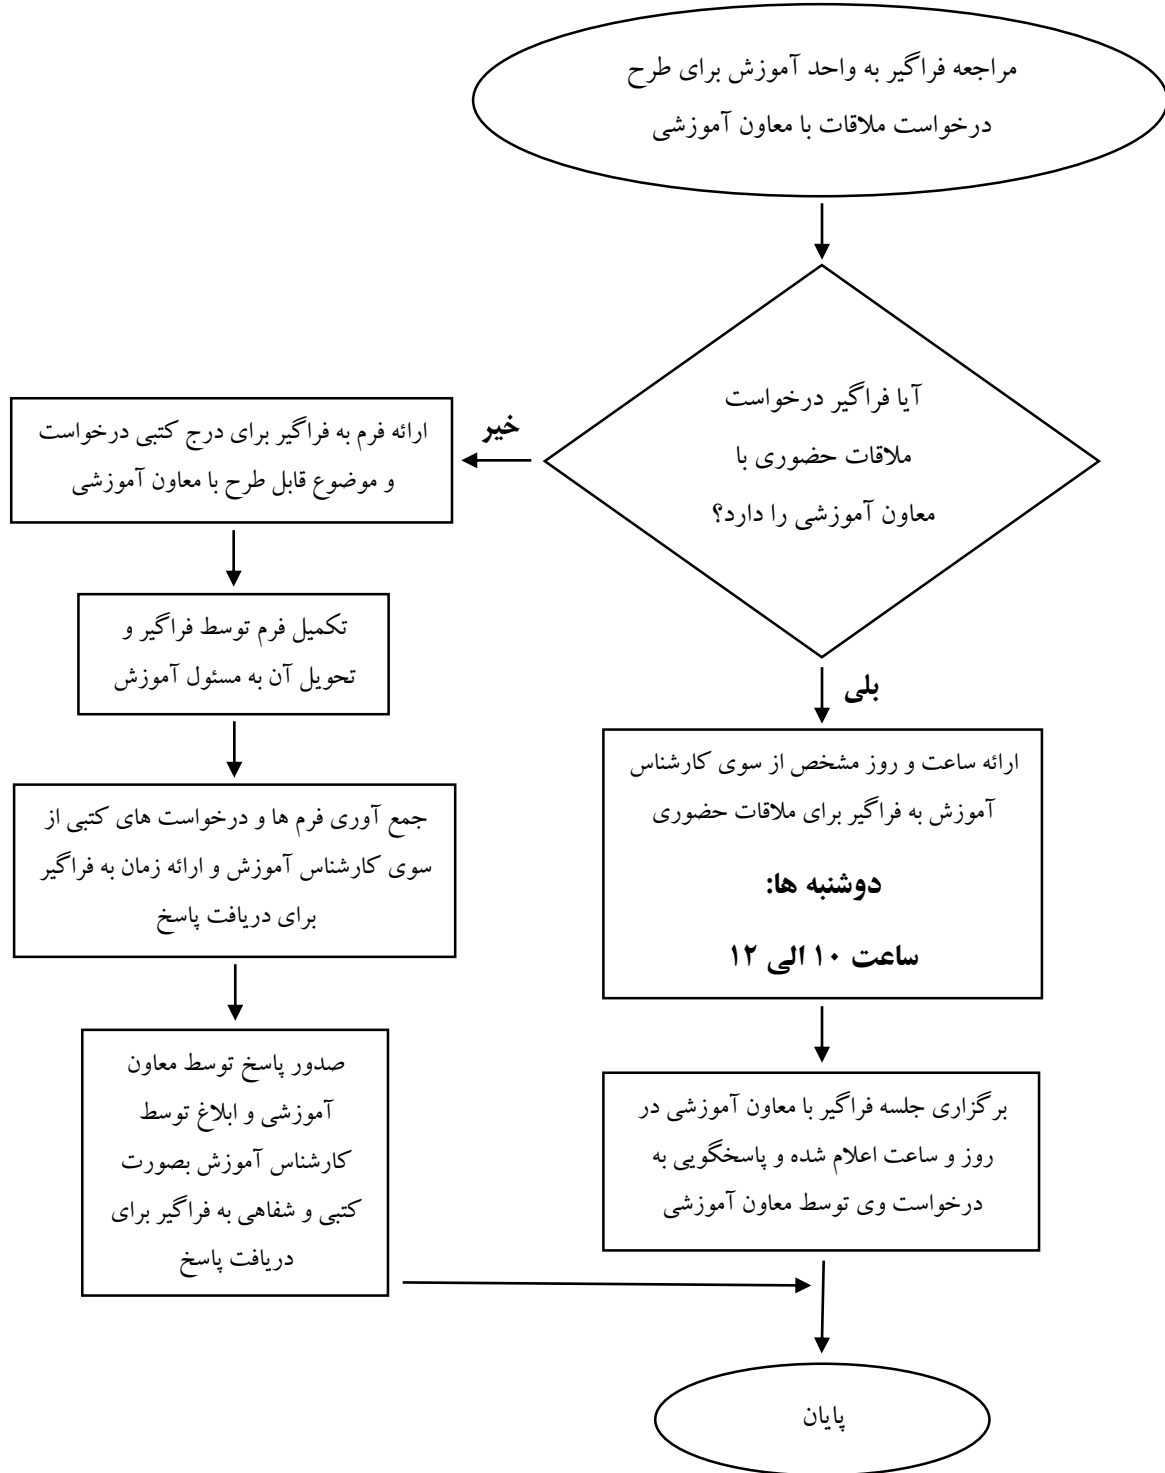 مراجعه فراگیر به واحد آموزش برای طرح
درخواست ملاقات با معاون آموزشی
آیا فراگیر درخواست
ملاقات حضوری با
معاون آموزشی را دارد؟
خیر
ارائه فرم به فراگیر برای درج کتبی درخواست
و موضوع قابل طرح با معاون آموزشی
تکمیل فرم توسط فراگیر و
تحویل آن به مسئول آموزش
جمع آوری فرم ها و درخواست های کتبی از
سوی کارشناس آموزش و ارائه زمان به فراگیر
برای دریافت پاسخ
صدور پاسخ توسط معاون
آموزشی و ابلاغ توسط
کارشناس آموزش بصورت
کتبی و شفاهی به فراگیر برای
دریافت پاسخ
بلی
ارائه ساعت و روز مشخص از سوی کارشناس
آموزش به فراگیر برای ملاقات حضوری
دوشنبه ها:
ساعت ۱۰ الی ۱۲
برگزاری جلسه فراگیر با معاون آموزشی در
روز و ساعت اعلام شده و پاسخگویی به
درخواست وی توسط معاون آموزشی
پایان